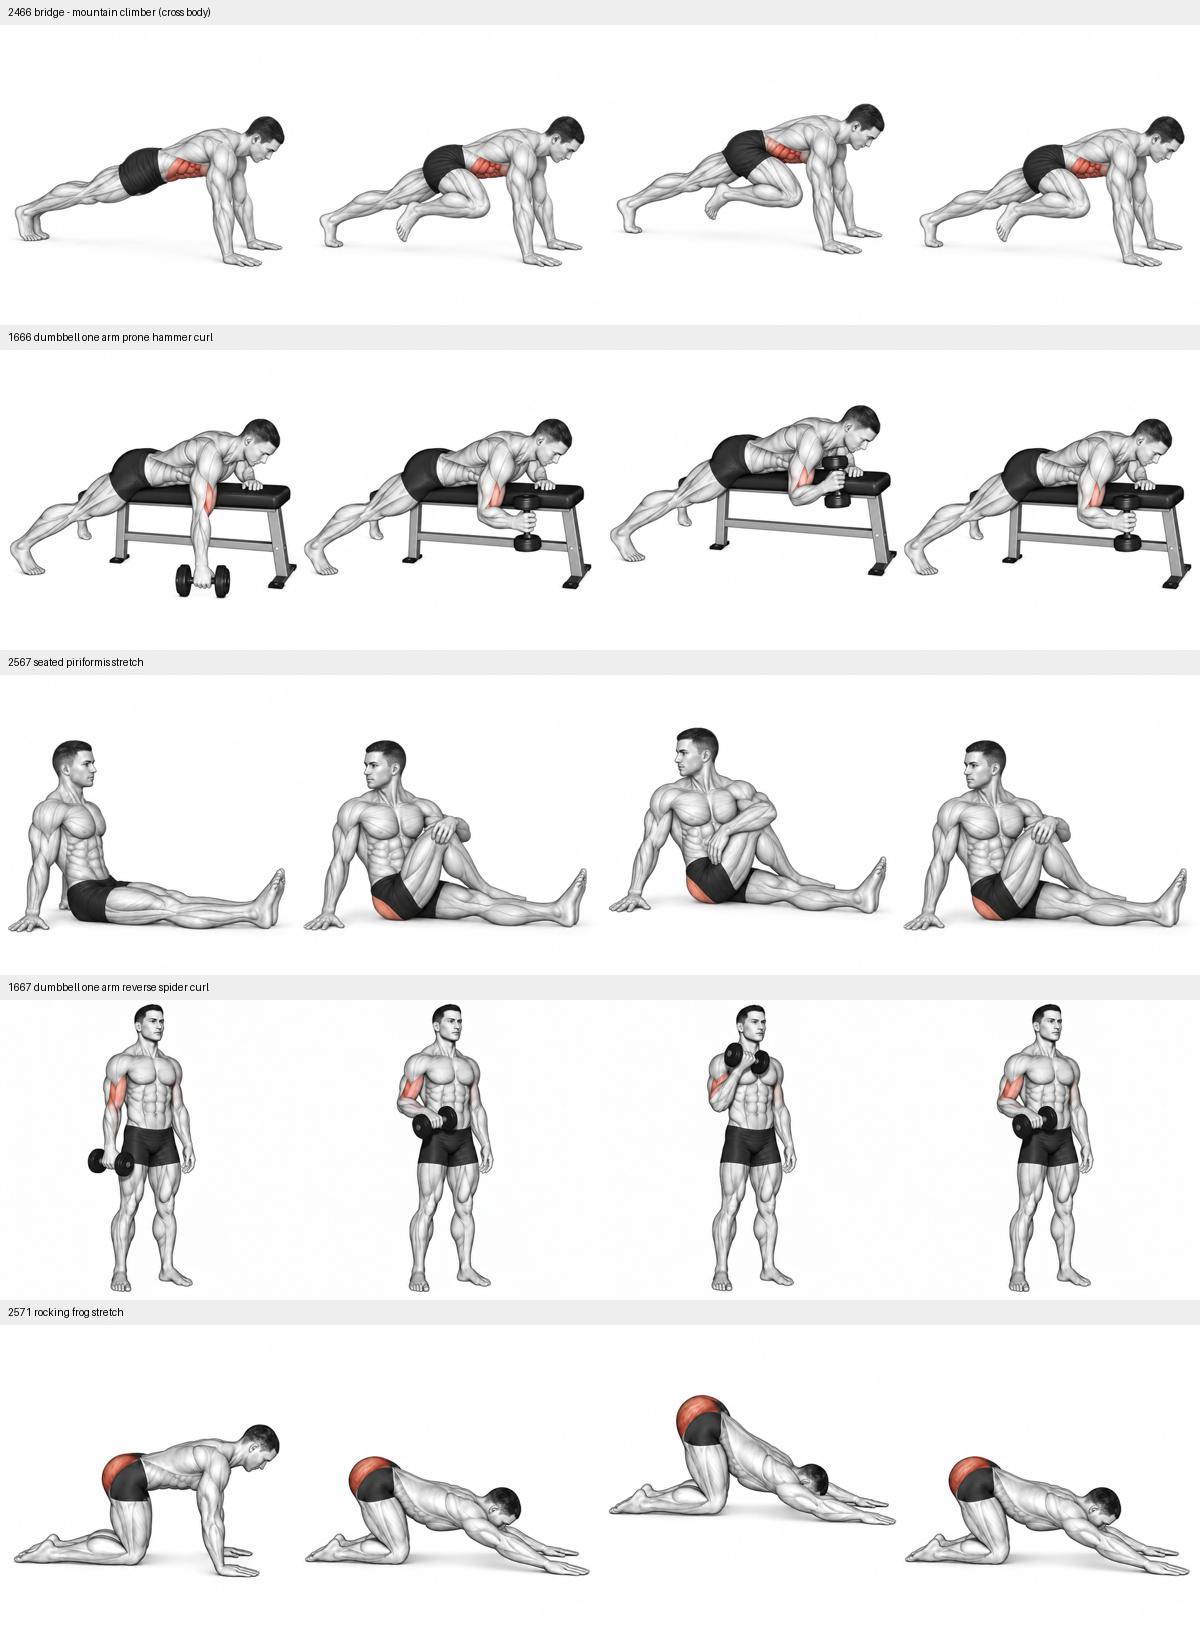 2466 bridge - mountain climber (cross body)
1666 dumbbell one arm prone hammer curl
2567 seated piriformis stretch
1667 dumbbell one arm reverse spider curl
2571 rocking frog stretch